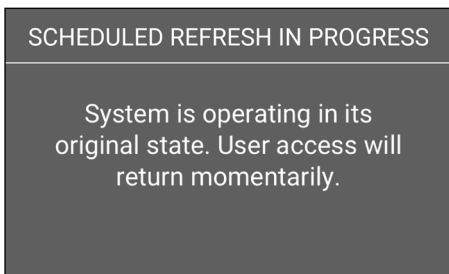 SCHEDULED REFRESH IN PROGRESS
System is operating in its
original state. User access will
return momentarily.